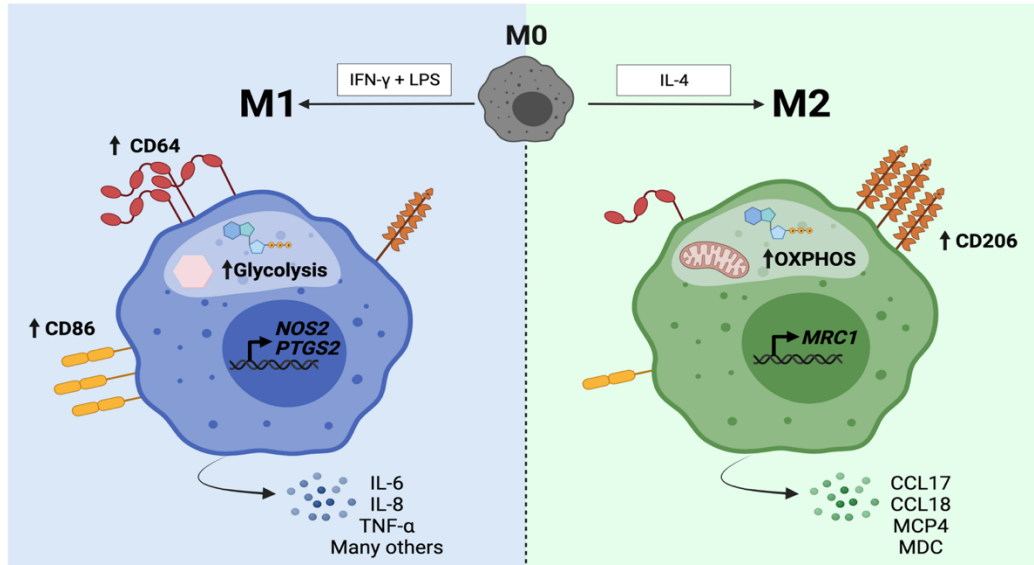 M0
IFN-γ + LPS
IL-4
M1
M2
↑ CD64
↑ CD206
↑Glycolysis
↑OXPHOS
↑ CD86
NOS2
PTGS2
MRC1
IL-6
IL-8
TNF-α
Many others
CCL17
CCL18
MCP4
MDC